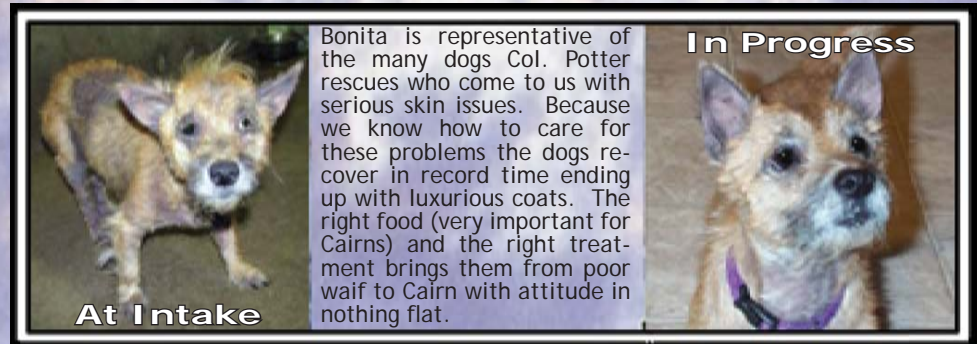 At Intake
Bonita is representative of
the many dogs Col. Potter
rescues who come to us with
serious skin issues. Because
we know how to care for
these problems the dogs re-
cover in record time ending
up with luxurious coats. The
right food (very important for
Cairns) and the right treat-
ment brings them from poor
waif to Cairn with attitude in
nothing flat.
In Progress